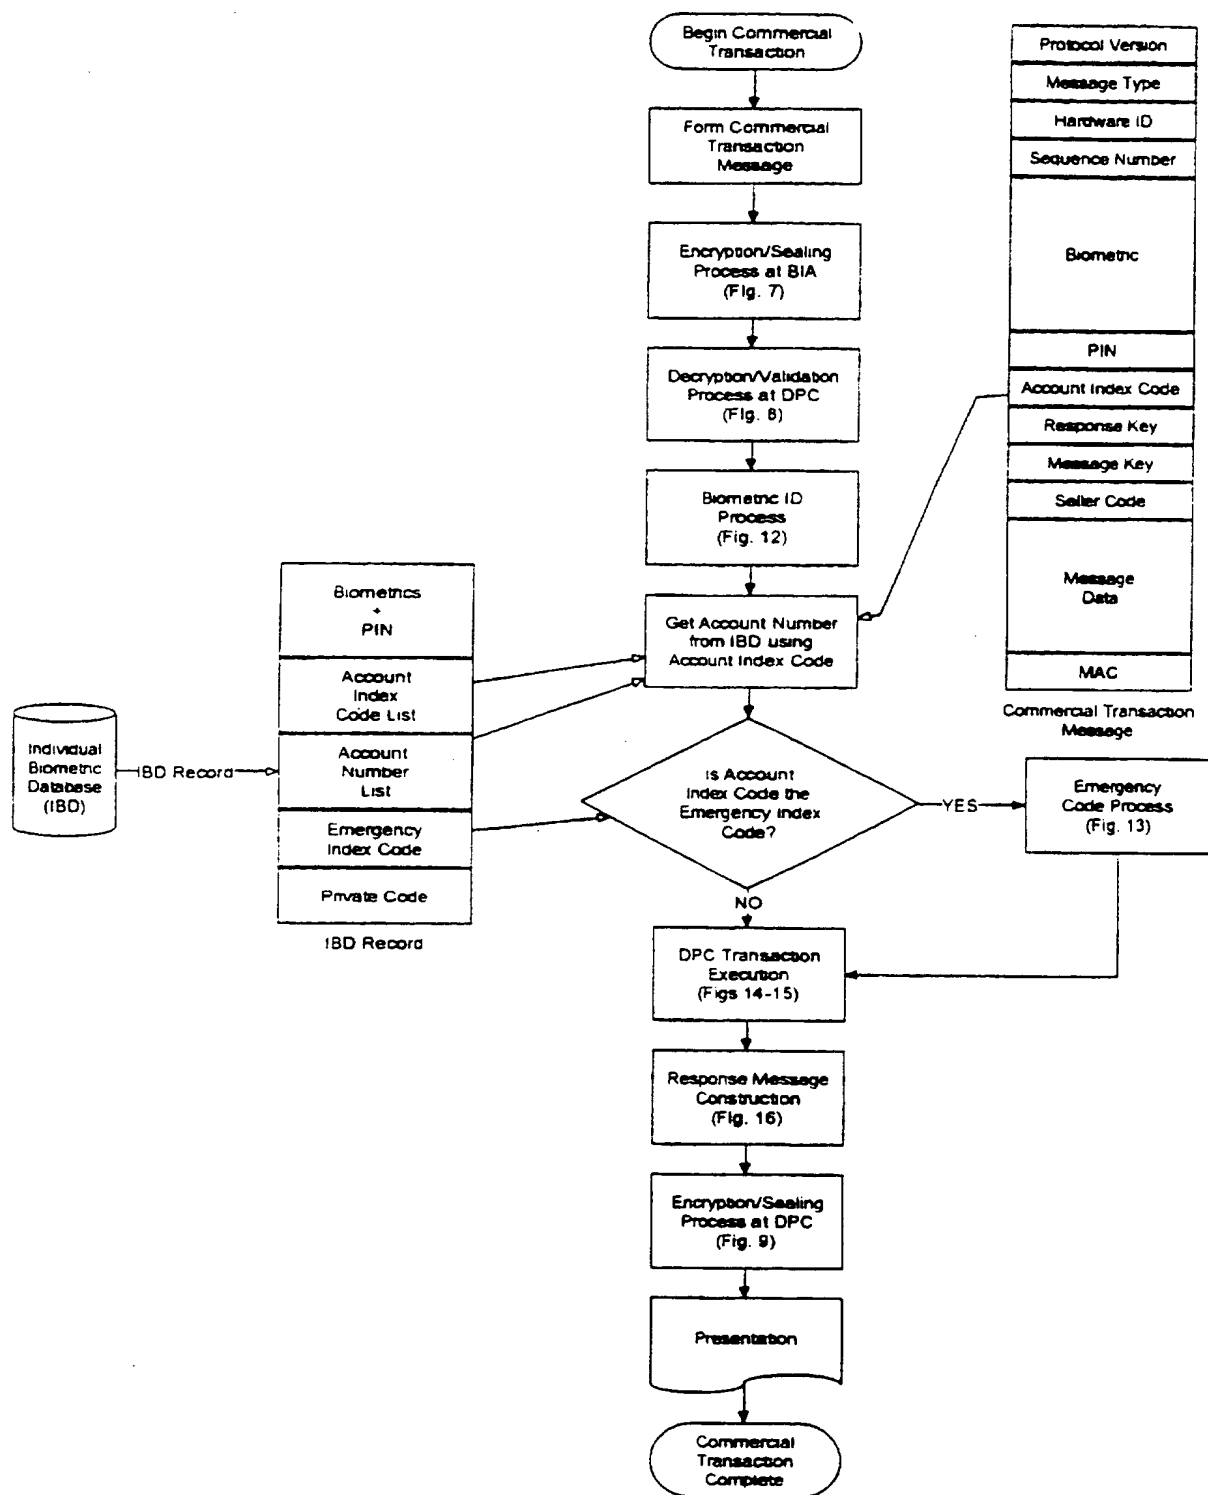 Begin Commercial
Transaction
Form Commercial
Transaction
Message
Encryption/Sealing
Process at BIA
(Fig. 7)
Decryption/Validation
Process at DPC
(Fig. 8)
Biometric ID
Process
(Fig. 12)
Get Account Number
from IBD using
Account Index Code
Is Account
Index Code the
Emergency Index
Code?
YES
NO
Emergency
Code Process
(Fig. 13)
DPC Transaction
Execution
(Figs 14-15)
Response Message
Construction
(Fig. 16)
Encryption/Sealing
Process at DPC
(Fig. 9)
Presentation
Commercial
Transaction
Complete
Individual
Biometric
Database
(IBD)
IBD Record
Biometrics
+
PIN
Account
Index
Code List
Account
Number
List
Emergency
Index Code
Private Code
IBD Record
Protocol Version
Message Type
Hardware ID
Sequence Number
Biometric
PIN
Account Index Code
Response Key
Message Key
Seller Code
Message
Data
MAC
Commercial Transaction
Message